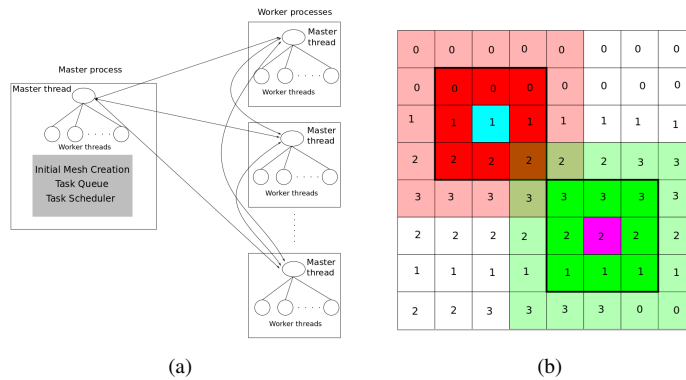 Worker processes
Master
thread
Worker threads
Master process
Master thread
Worker threads
Initial Mesh Creation
Task Queue
Task Scheduler
Master
thread
Worker threads
Master
thread
Worker threads
(a)
0 0 0 0 0 0 0 0
0 0 0 0 0 0 0 0
1 1 1 1 1 1 1 1
2 2 2 2 2 2 3 3
3 3 3 3 3 3 3 3
2 2 2 2 2 2 2 2
1 1 1 1 1 1 1 1
2 2 3 3 3 3 0 0
(b)